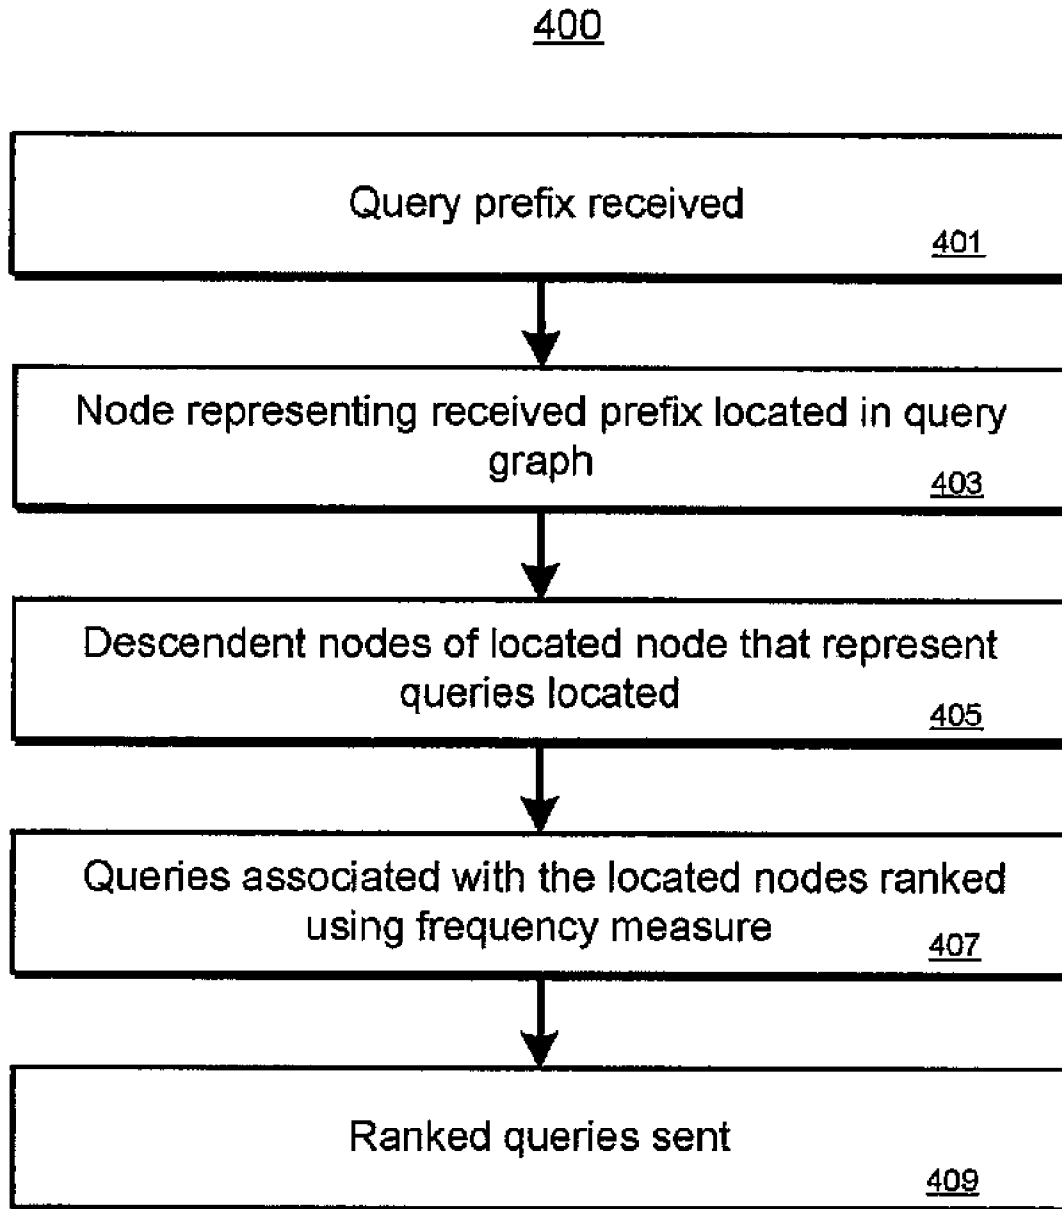 400
Query prefix received
401
Node representing received prefix located in query
graph
403
Descendent nodes of located node that represent
queries located
405
Queries associated with the located nodes ranked
using frequency measure
407
Ranked queries sent
409